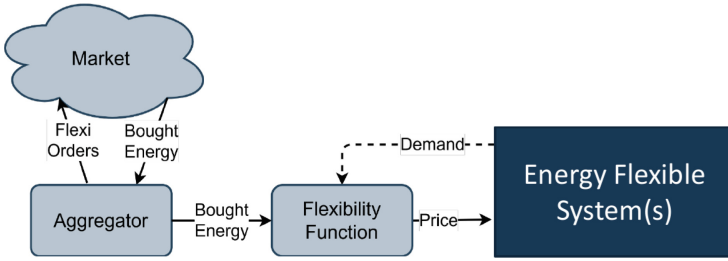 Market
Flexi
Orders
Bought
Energy
Demand
Energy Flexible
System(s)
Aggregator
Bought
Energy
Flexibility
Function
Price